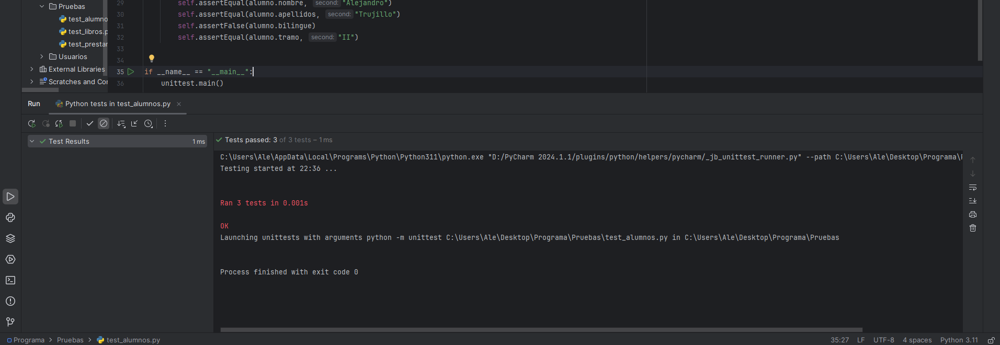 Pruebas
test_alumno
test_libros.p
test_prestar
Usuarios
External Libraries
Scratches and Cor
29 self.assertEqual(alumno.nombre, second: "Alejandro")
30 self.assertEqual(alumno.apellidos, second: "Trujillo")
31 self.assertFalse(alumno.bilingue)
32 self.assertEqual(alumno.tramo, second: "II")
33
34
35 if __name__ == "__main__":
36 unittest.main()
Run Python tests in test_alumnos.py
Test Results 1 ms
Tests passed: 3 of 3 tests – 1 ms
C:\Users\Ale\AppData\Local\Programs\Python\Python311\python.exe "D:/PyCharm 2024.1.1/plugins/python/helpers/pycharm/_jb_unittest_runner.py" --path C:\Users\Ale\Desktop\Programa\
Testing started at 22:36 ...
Ran 3 tests in 0.001s
OK
Launching unittests with arguments python -m unittest C:\Users\Ale\Desktop\Programa\Pruebas\test_alumnos.py in C:\Users\Ale\Desktop\Programa\Pruebas
Process finished with exit code 0
Programa > Pruebas > test_alumnos.py
35:27 LF UTF-8 4 spaces Python 3.11